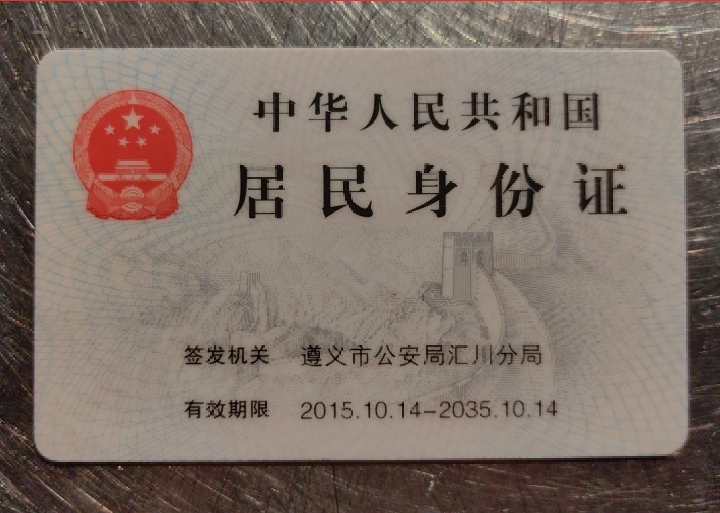 中华人民共和国
居民身份证
签发机关 遵义市公安局汇川分局
有效期限 2015.10.14-2035.10.14